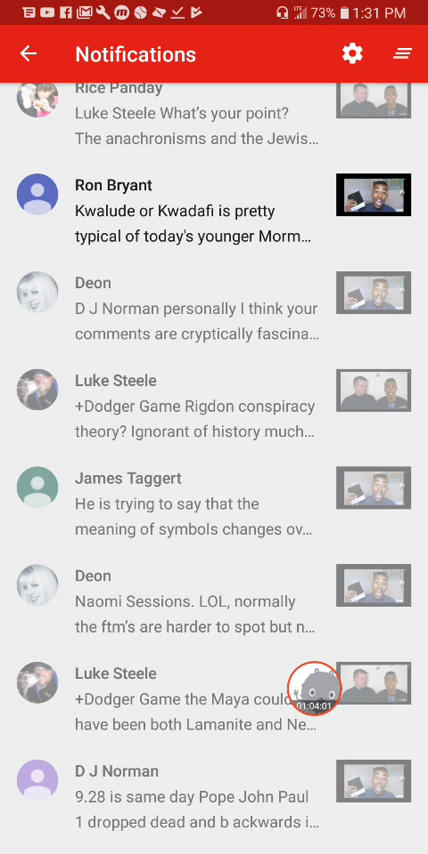 LTE 73% 1:31 PM
Notifications
Rice Panday
Luke Steele What's your point?
The anachronisms and the Jewis...
Ron Bryant
Kwalude or Kwadafi is pretty
typical of today's younger Morm...
Deon
D J Norman personally I think your
comments are cryptically fascina...
Luke Steele
+Dodger Game Rigdon conspiracy
theory? Ignorant of history much...
James Taggert
He is trying to say that the
meaning of symbols changes ov...
Deon
Naomi Sessions. LOL, normally
the ftm's are harder to spot but n...
Luke Steele
+Dodger Game the Maya could
have been both Lamanite and Ne...
01:04:01
D J Norman
9.28 is same day Pope John Paul
1 dropped dead and b ackwards i...